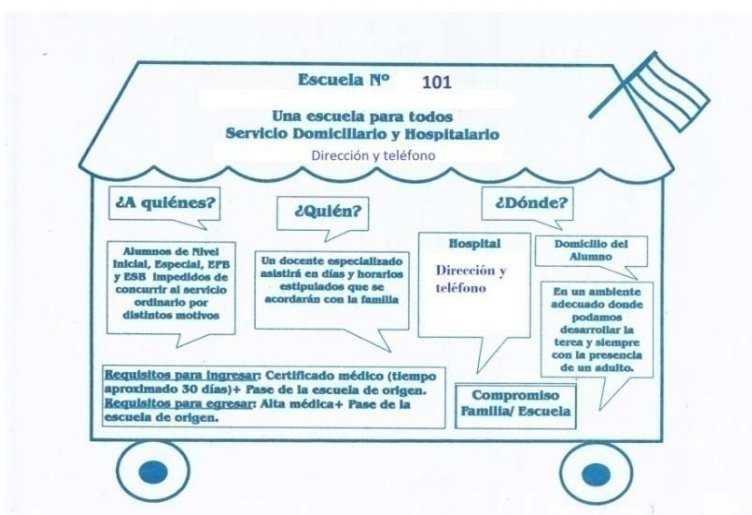 Escuela Nº 101
Una escuela para todos
Servicio Domiciliario y Hospitalario
Dirección y teléfono
¿A quiénes?
Alumnos de Nivel
Inicial, Especial, EPB
y ESB impedidos de
concurrir al servicio
ordinario por
distintos motivos
¿Quién?
Un docente especializado
asistirá en días y horarios
estipulados que se
acordarán con la familia
¿Dónde?
Hospital
Dirección y
teléfono
Domicilio del
Alumno
En un ambiente
adecuado donde
podamos
desarrollar la
terea y siempre
con la presencia
de un adulto.
Requisitos para ingresar: Certificado médico (tiempo
aproximado 30 días)+ Pase de la escuela de origen.
Requisitos para egresar: Alta médica+ Pase de la
escuela de origen.
Compromiso
Familia/ Escuela